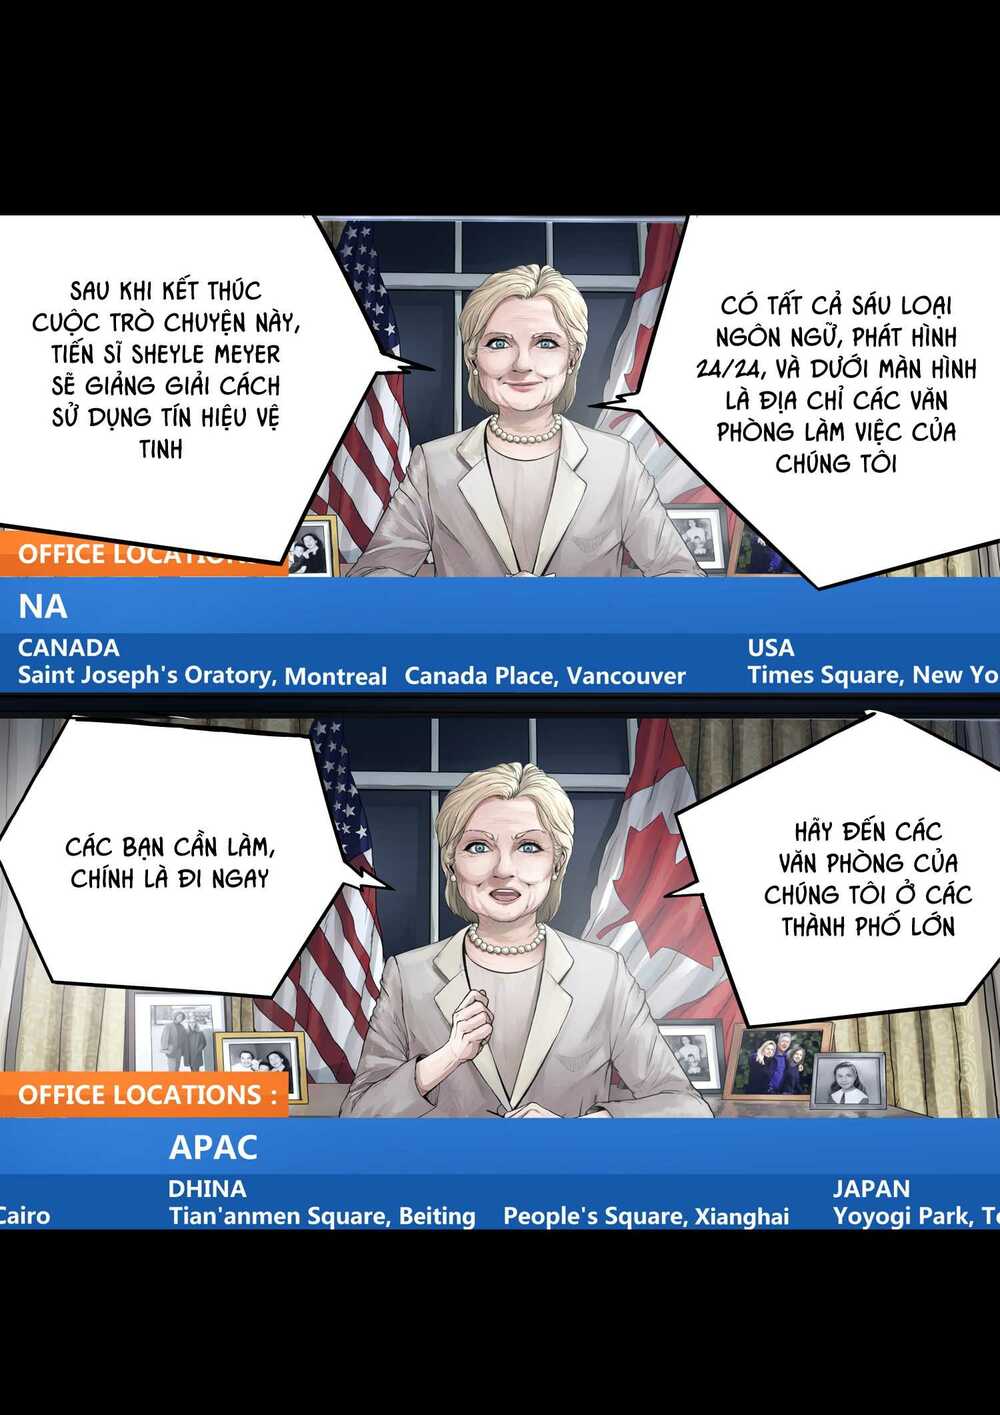 SAU KHI KẾT THÚC
CUỘC TRÒ CHUYỆN NÀY,
TIẾN SĨ SHEYLE MEYER
SẼ GIẢNG GIẢI CÁCH
SỬ DỤNG TÍN HIỆU VỆ
TINH
CÓ TẤT CẢ SÁU LOẠI
NGÔN NGỮ, PHÁT HÌNH
24/24, VÀ DƯỚI MÀN HÌNH
LÀ ĐỊA CHỈ CÁC VĂN
PHÒNG LÀM VIỆC CỦA
CHÚNG TÔI
OFFICE
NA
CANADA
Saint Joseph's Oratory, Montreal Canada Place, Vancouver
USA
Times Square, New
CÁC BẠN CẦN LÀM,
CHÍNH LÀ ĐI NGAY
HÃY ĐẾN CÁC
VĂN PHÒNG CỦA
CHÚNG TÔI Ở CÁC
THÀNH PHỐ LỚN
OFFICE LOCATIONS :
APAC
Cairo
DHINA
Tian'anmen Square, Beiting People's Square, Xianghai
JAPAN
Yoyogi Park,